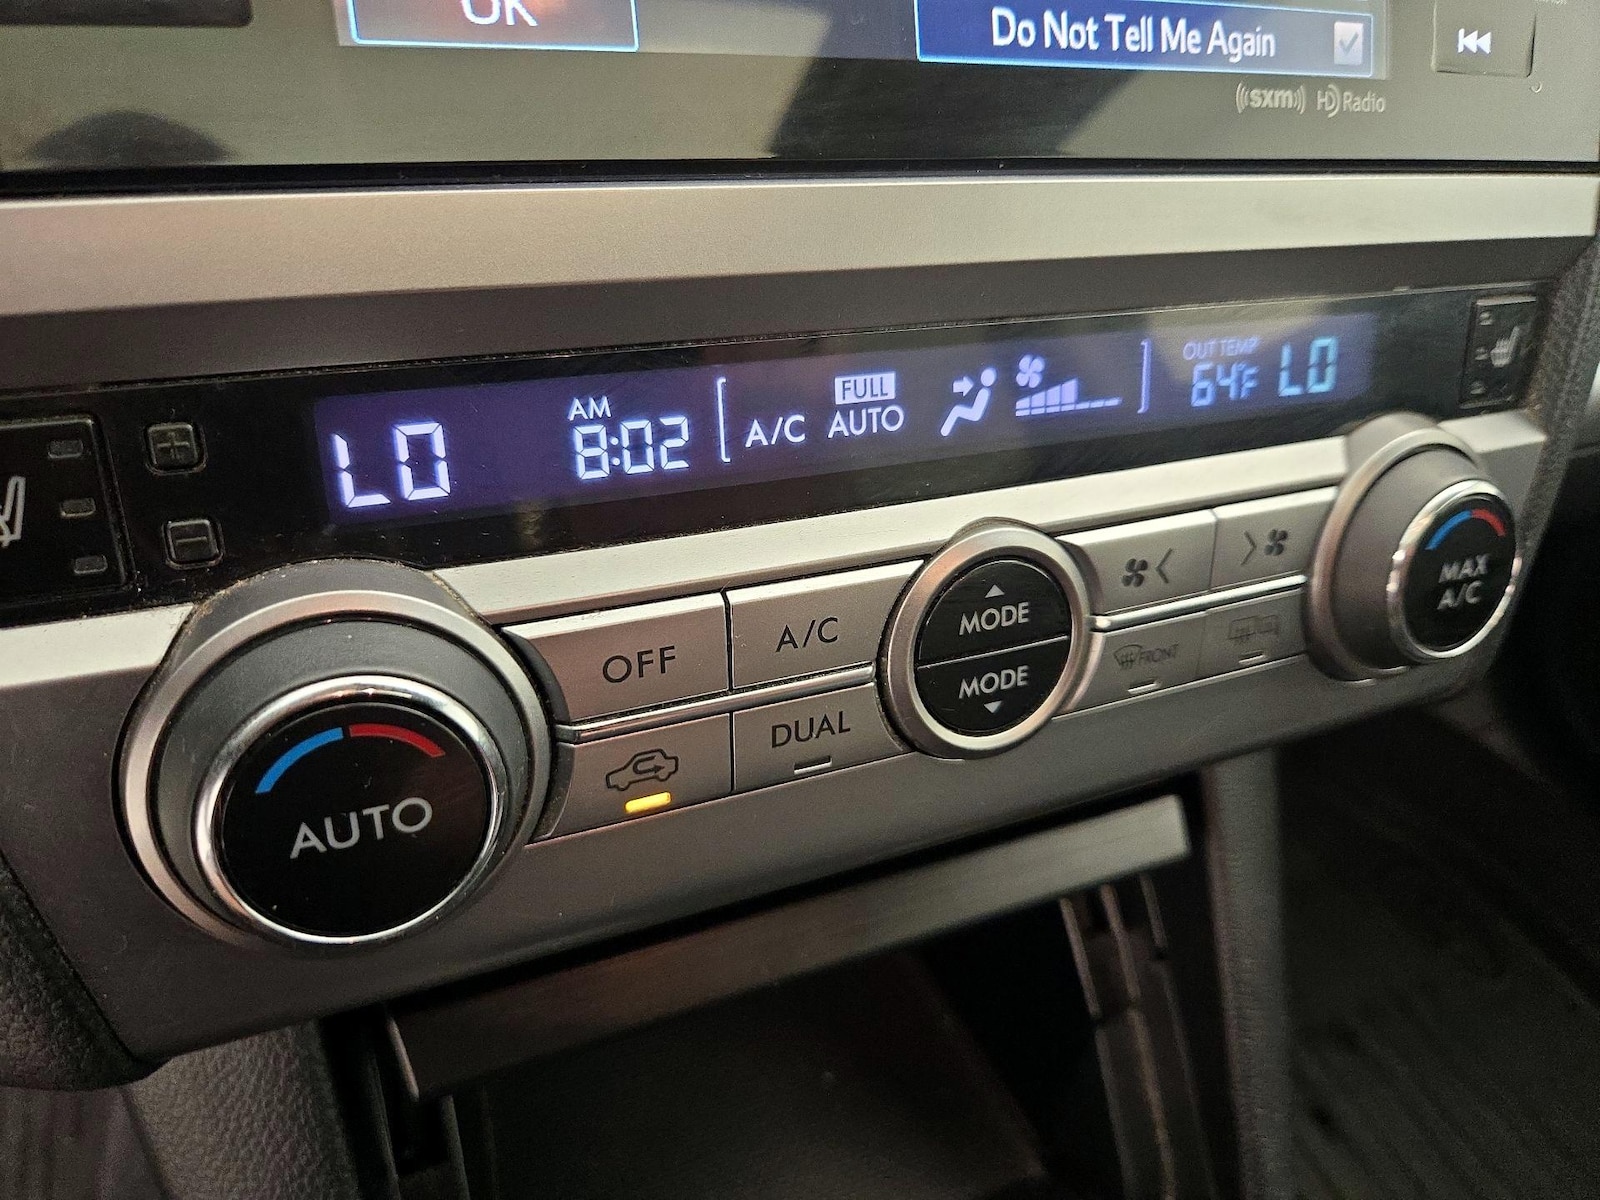 OK
Do Not Tell Me Again
((sxm)) HD Radio
LO
AM
8:02
A/C
FULL
AUTO
OUT TEMP
64°F
LO
OFF
A/C
MODE
MODE
MAX
A/C
FRONT
DUAL
AUTO